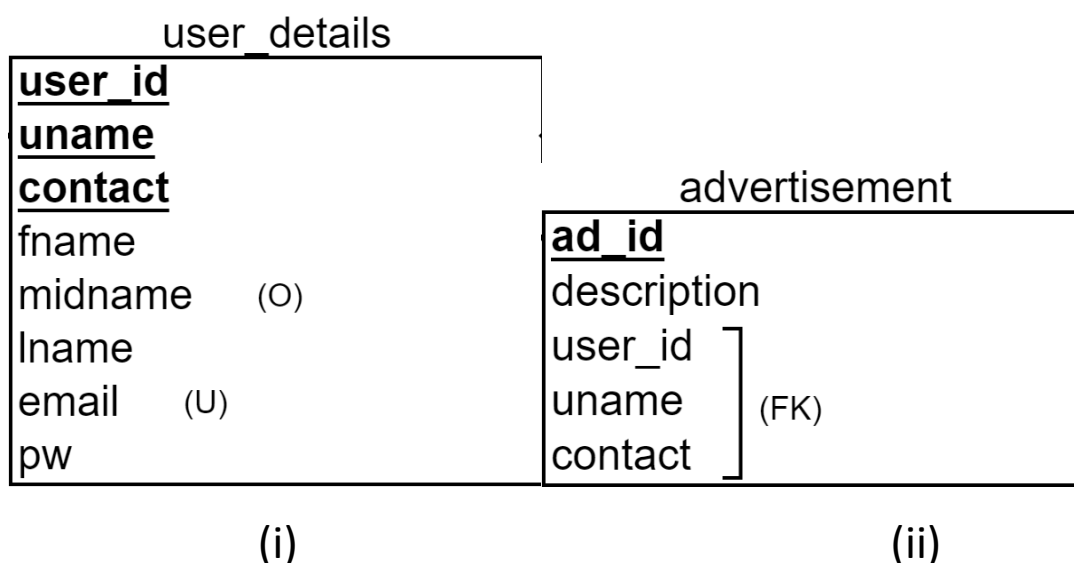 user_details
user_id
uname
contact
fname
midname (O)
lname
email (U)
pw
(i)
advertisement
ad_id
description
user_id
uname (FK)
contact
(ii)